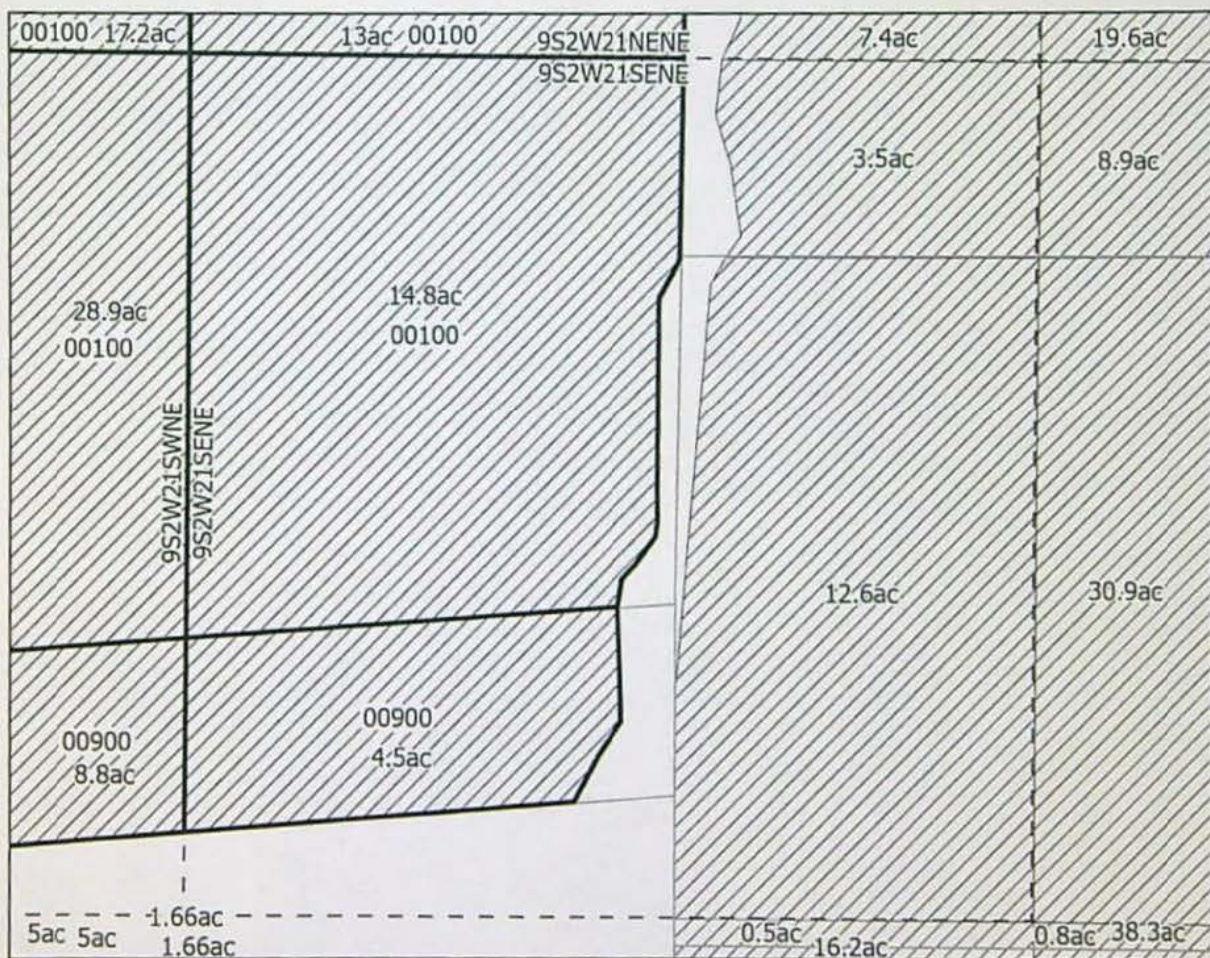 00100 17.2ac
13ac 00100
9S2W21NENE
9S2W21SENE
7.4ac
19.6ac
3.5ac
8.9ac
28.9ac
00100
14.8ac
00100
9S2W21SWNE
9S2W21SENE
12.6ac
30.9ac
00900
8.8ac
00900
4.5ac
1.66ac
5ac 5ac
1.66ac
0.5ac
16.2ac
0.8ac 38.3ac